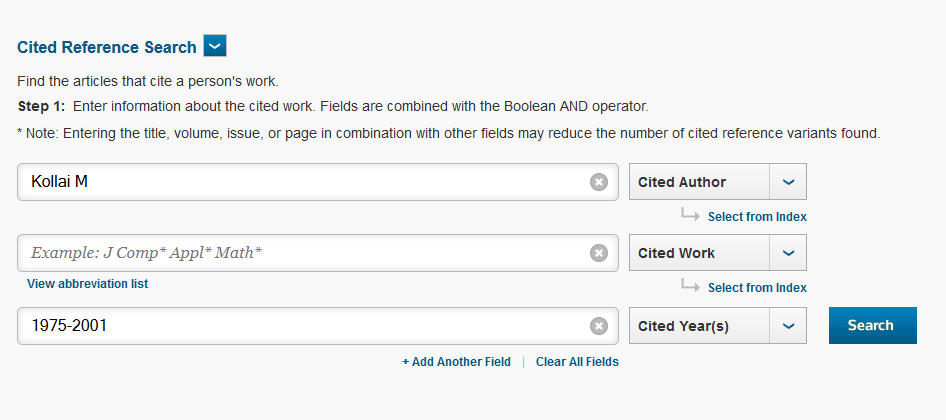 Cited Reference Search
Find the articles that cite a person's work.
Step 1: Enter information about the cited work. Fields are combined with the Boolean AND operator.
* Note: Entering the title, volume, issue, or page in combination with other fields may reduce the number of cited reference variants found.
Kollai M Cited Author
Select from Index
Example: J Comp* Appl* Math* Cited Work
View abbreviation list Select from Index
1975-2001 Cited Year(s) Search
+ Add Another Field | Clear All Fields